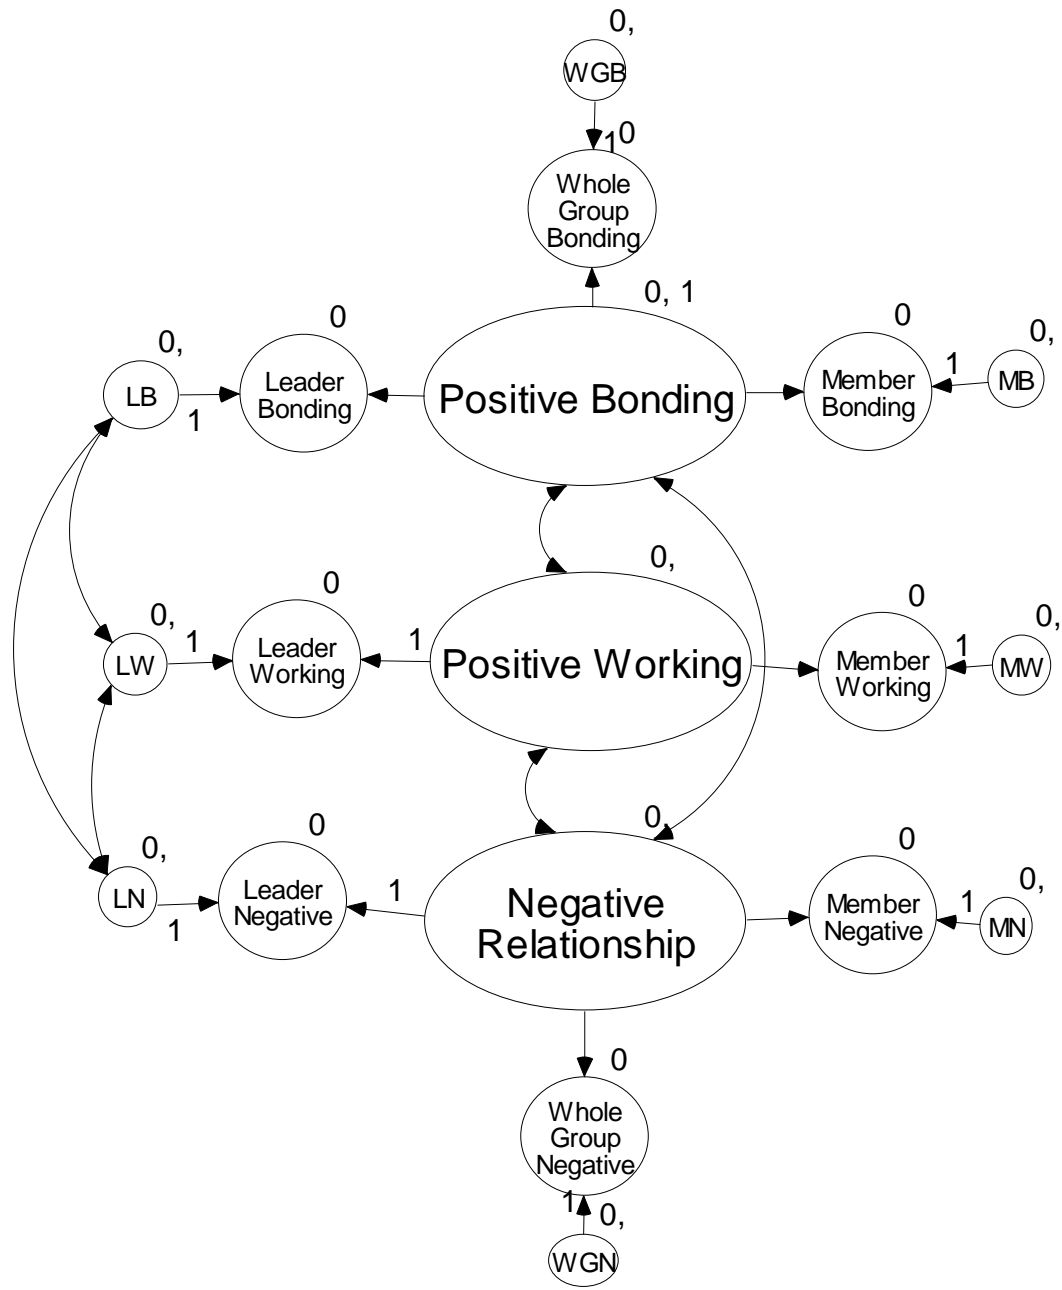 0,
WGB
1
0
Whole
Group
Bonding
0, 1
0,
LB
1
0
Leader
Bonding
Positive Bonding
0
Member
Bonding
1
0,
MB
0,
LW
1
0
Leader
Working
1
0,
Positive Working
0
Member
Working
1
0,
MW
0,
LN
1
0
Leader
Negative
1
0,
Negative
Relationship
0
Member
Negative
1
0,
MN
0
Whole
Group
Negative
1
0,
WGN